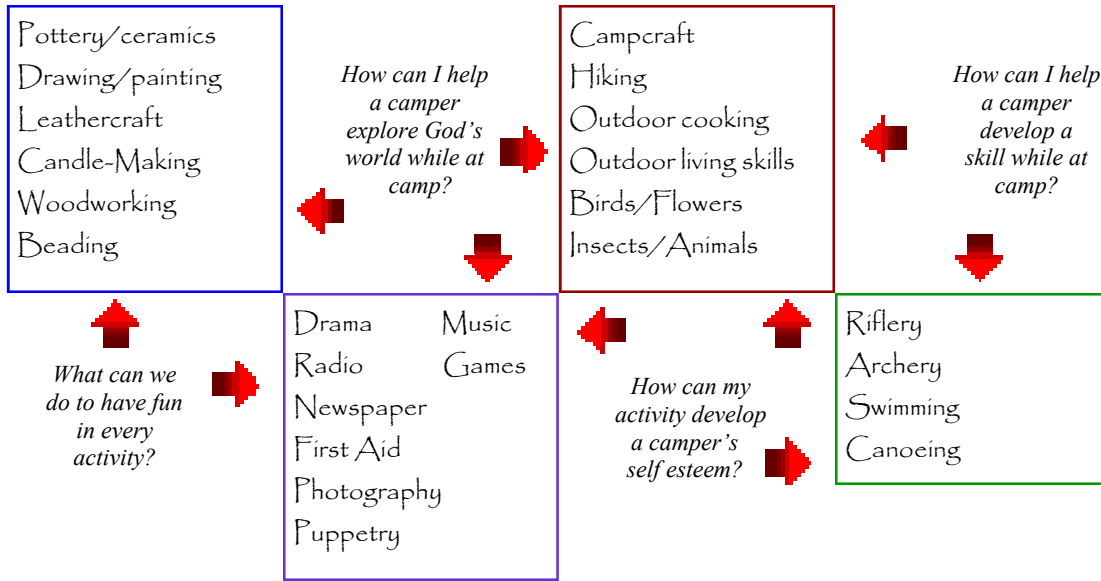 Pottery/ceramics
Drawing/painting
Leathercraft
Candle-Making
Woodworking
Beading
How can I help
a camper
explore God's
world while at
camp?
Campcraft
Hiking
Outdoor cooking
Outdoor living skills
Birds/Flowers
Insects/Animals
How can I help
a camper
develop a
skill while at
camp?
What can we
do to have fun
in every
activity?
Drama Music
Radio Games
Newspaper
First Aid
Photography
Puppetry
How can my
activity develop
a camper's
self esteem?
Riflery
Archery
Swimming
Canoeing